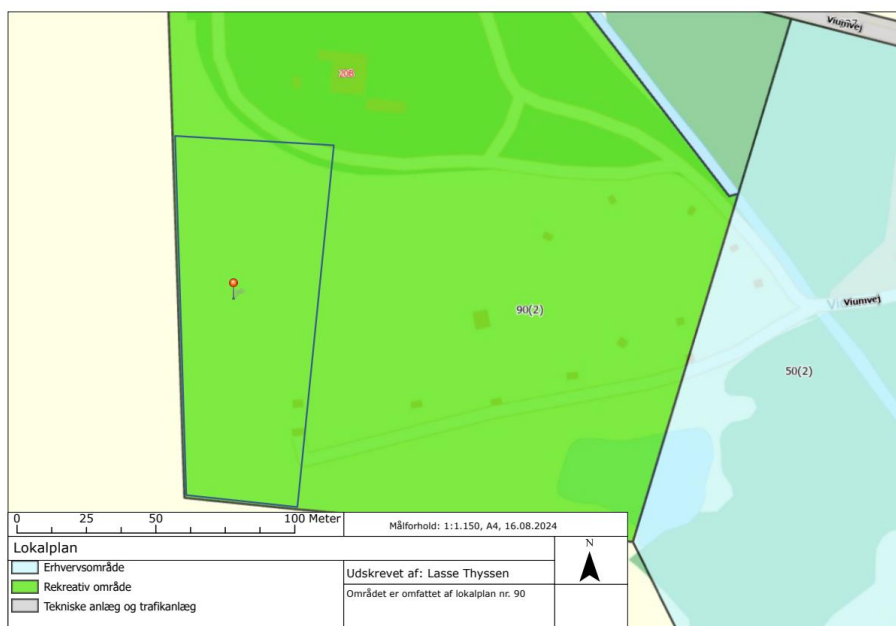 Viumvej
90(2)
Viumvej
50(2)
0 25 50 100 Meter
Målforhold: 1:1.150, A4, 16.08.2024
Lokalplan
N
Erhvervsområde
Udskrevet af: Lasse Thyssen
Rekreativ område
Området er omfattet af lokalplan nr. 90
Tekniske anlæg og trafikanlæg